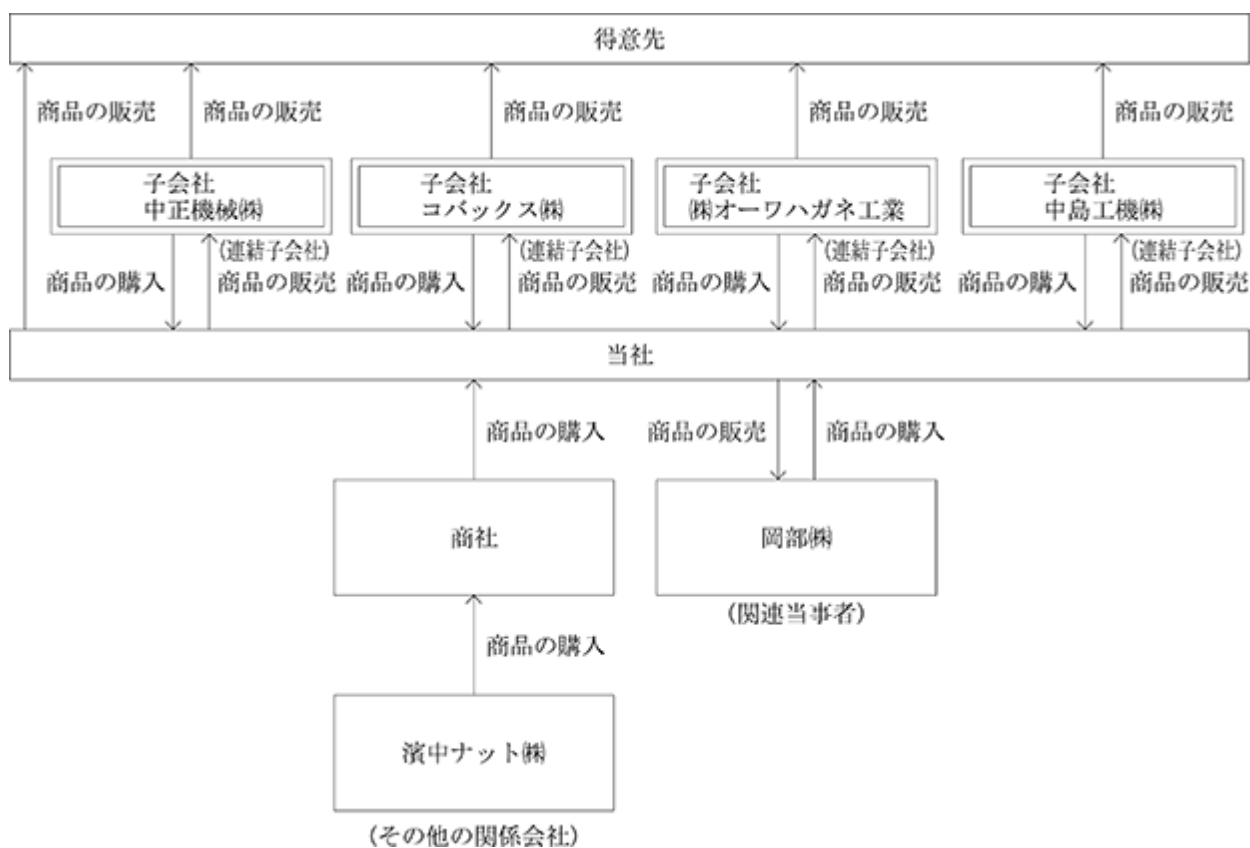 得意先
商品の販売
商品の販売
商品の販売
商品の販売
商品の販売
子会社
中正機械㈱
子会社
コバックス㈱
子会社
㈱オーワハガネ工業
子会社
中島工機㈱
(連結子会社)
(連結子会社)
(連結子会社)
(連結子会社)
商品の購入
商品の販売
商品の購入
商品の販売
商品の購入
商品の販売
商品の購入
商品の販売
当社
商品の購入
商品の販売
商品の購入
商社
岡部㈱
(関連当事者)
商品の購入
濱中ナット㈱
(その他の関係会社)